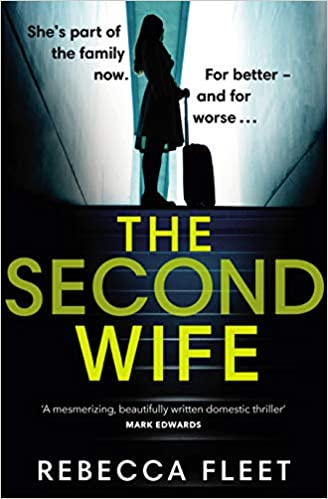 She's part of
the family
now.
For better –
and for
worse...
THE
SECOND
WIFE
'A mesmerizing, beautifully written domestic thriller'
MARK EDWARDS
REBECCA FLEET